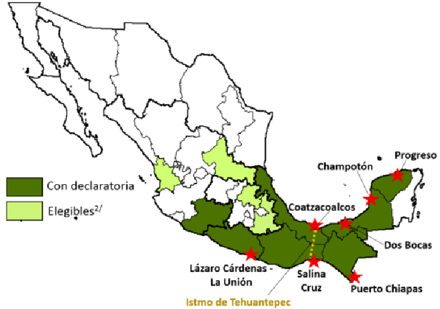 Progreso
Champotón
Con declaratoria
Coatzacoalcos
Elegibles2/
Dos Bocas
Lázaro Cárdenas -
La Unión
Salina
Cruz
Puerto Chiapas
Istmo de Tehuantepec